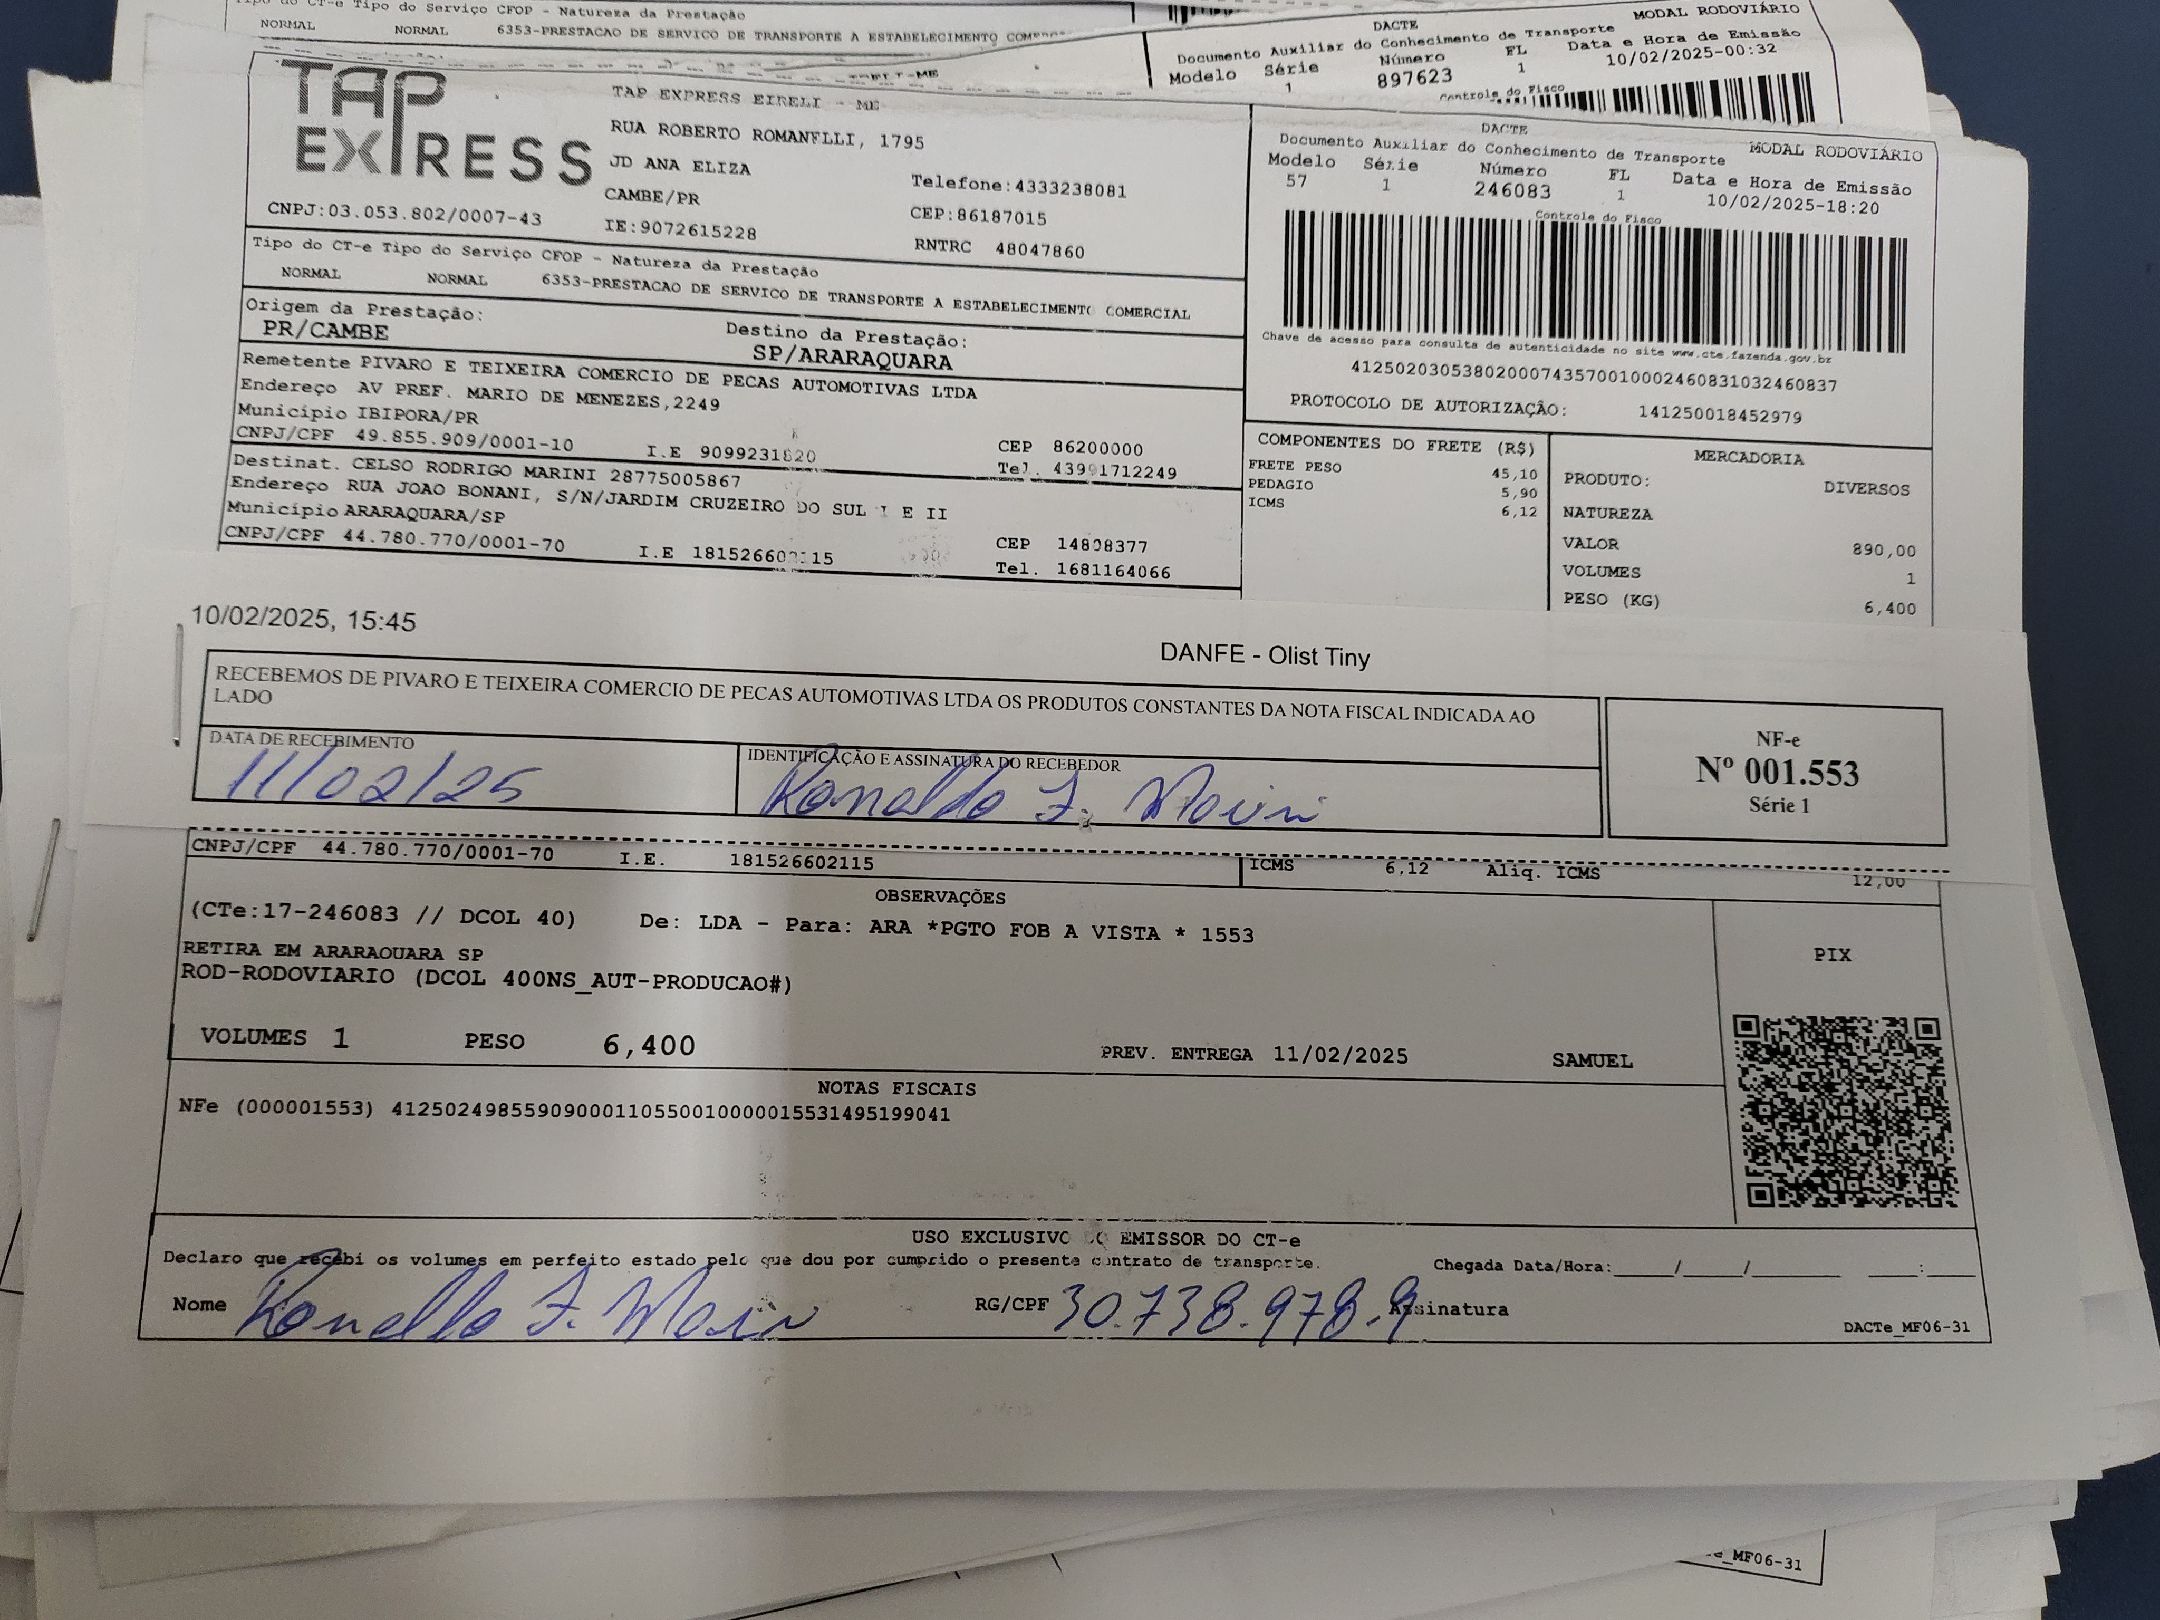 Tipo do CT-e Tipo do Serviço CFOP - Natureza da Prestação
NORMAL NORMAL 6353-PRESTACAO DE SERVICO DE TRANSPORTE A ESTABELECIMENTO
DACTE MODAL RODOVIÁRIO
Documento Auxiliar do Conhecimento de Transporte
Modelo Série Número FL Data e Hora de Emissão
1 897623 1 10/02/2025-00:32
Controle do Fisco
TAP EXPRESS
TAP EXPRESS EIRELI - ME
RUA ROBERTO ROMANELLI, 1795
JD ANA ELIZA
CAMBE/PR Telefone:4333238081
CNPJ:03.053.802/0007-43 IE:9072615228 CEP:86187015
RNTRC 48047860
DACTE MODAL RODOVIÁRIO
Documento Auxiliar do Conhecimento de Transporte
Modelo Série Número FL Data e Hora de Emissão
57 1 246083 1 10/02/2025-18:20
Controle do Fisco
Chave de acesso para consulta de autenticidade no site www.cte.fazenda.gov.br
41250203053802000743570010002460831032460837
PROTOCOLO DE AUTORIZAÇÃO: 141250018452979
Tipo do CT-e Tipo do Serviço CFOP - Natureza da Prestação
NORMAL NORMAL 6353-PRESTACAO DE SERVICO DE TRANSPORTE A ESTABELECIMENTO COMERCIAL
Origem da Prestação: Destino da Prestação:
PR/CAMBE SP/ARARAQUARA
Remetente PIVARO E TEIXEIRA COMERCIO DE PECAS AUTOMOTIVAS LTDA
Endereço AV PREF. MARIO DE MENEZES,2249
Município IBIPORA/PR CEP 86200000
CNPJ/CPF 49.855.909/0001-10 I.E 9099231820 Tel. 43991712249
Destinat. CELSO RODRIGO MARINI 28775005867
Endereço RUA JOAO BONANI, S/N/JARDIM CRUZEIRO DO SUL I E II
Município ARARAQUARA/SP CEP 14808377
CNPJ/CPF 44.780.770/0001-70 I.E 181526602115 Tel. 1681164066
COMPONENTES DO FRETE (R$)
FRETE PESO 45,10
PEDAGIO 5,90
ICMS 6,12
MERCADORIA
PRODUTO: DIVERSOS
NATUREZA
VALOR 890,00
VOLUMES 1
PESO (KG) 6,400
10/02/2025, 15:45 DANFE - Olist Tiny
RECEBEMOS DE PIVARO E TEIXEIRA COMERCIO DE PECAS AUTOMOTIVAS LTDA OS PRODUTOS CONSTANTES DA NOTA FISCAL INDICADA AO
LADO
DATA DE RECEBIMENTO IDENTIFICAÇÃO E ASSINATURA DO RECEBEDOR
11/02/25 Ronaldo F.
NF-e
Nº 001.553
Série 1
CNPJ/CPF 44.780.770/0001-70 I.E. 181526602115 ICMS 6,12 Aliq. ICMS 12,00
OBSERVAÇÕES
(CTe:17-246083 // DCOL 40) De: LDA - Para: ARA *PGTO FOB A VISTA * 1553
RETIRA EM ARARAQUARA SP
ROD-RODOVIARIO (DCOL 400NS_AUT-PRODUCAO#)
PIX
VOLUMES 1 PESO 6,400 PREV. ENTREGA 11/02/2025 SAMUEL
NOTAS FISCAIS
NFe (000001553) 41250249855909000110550010000015531495199041
USO EXCLUSIVO DO EMISSOR DO CT-e
Declaro que recebi os volumes em perfeito estado pelo que dou por cumprido o presente contrato de transporte. Chegada Data/Hora:____/____/______ ____:____
Nome Ronaldo F. RG/CPF 30.738.978.9 Assinatura
DACTe_MF06-31
MF06-31